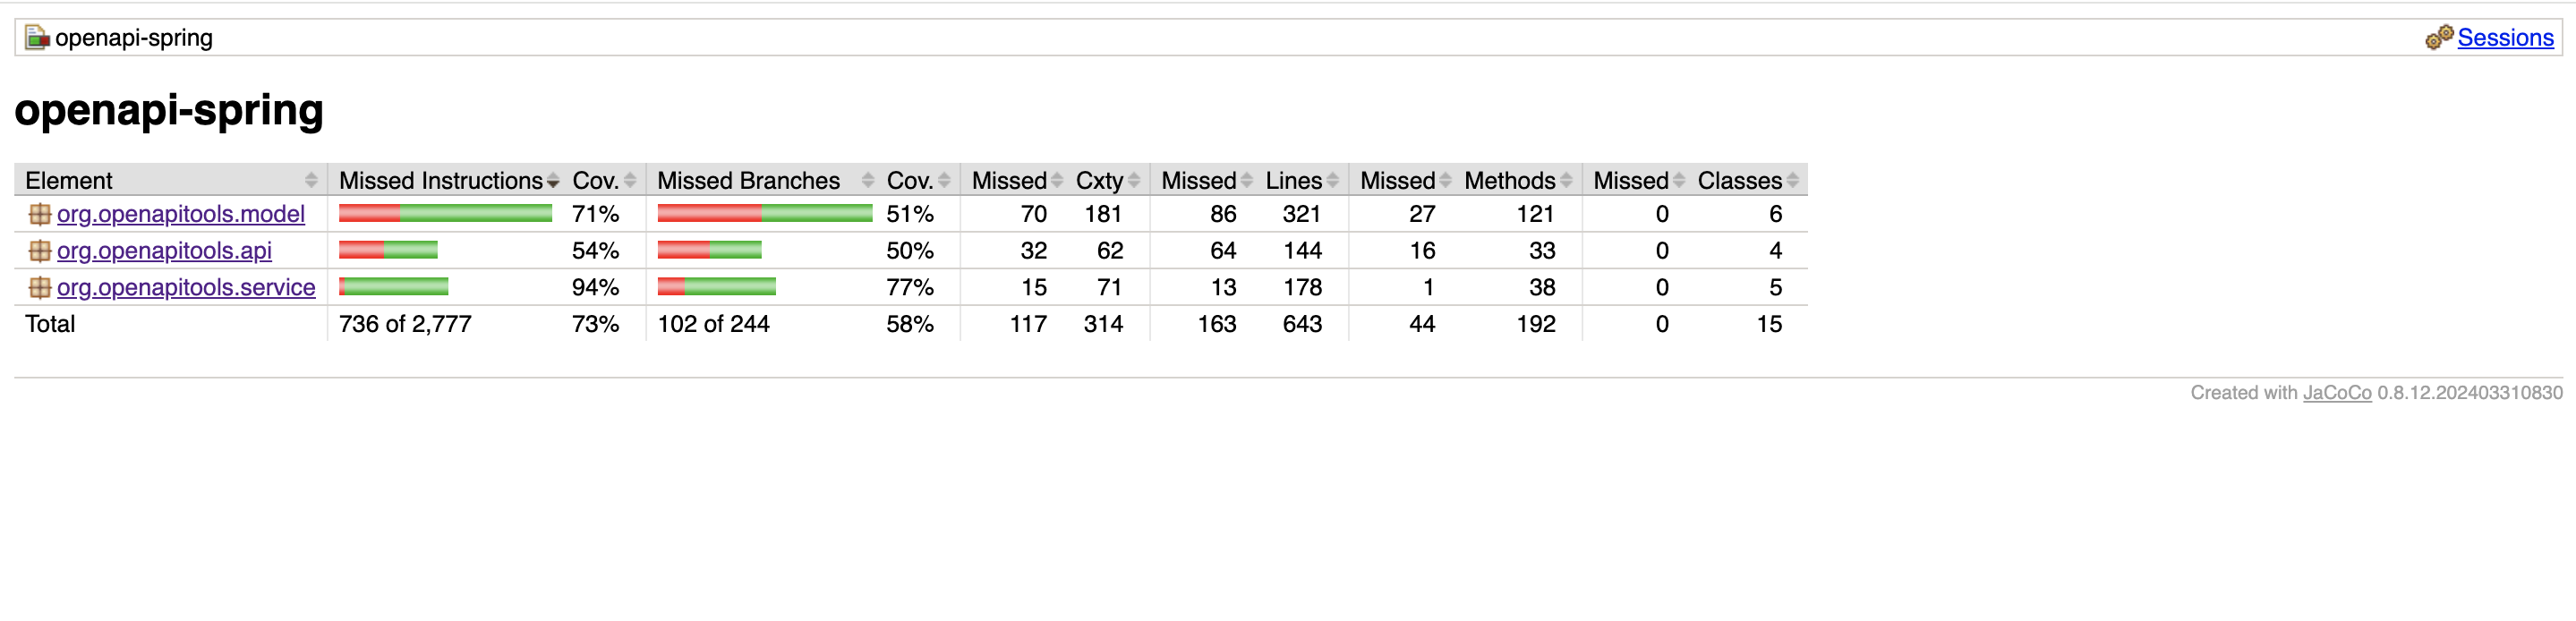 openapi-spring Sessions
openapi-spring
Element Missed Instructions Cov. Missed Branches Cov. Missed Cxty Missed Lines Missed Methods Missed Classes
org.openapitools.model 71% 51% 70 181 86 321 27 121 0 6
org.openapitools.api 54% 50% 32 62 64 144 16 33 0 4
org.openapitools.service 94% 77% 15 71 13 178 1 38 0 5
Total 736 of 2,777 73% 102 of 244 58% 117 314 163 643 44 192 0 15
Created with JaCoCo 0.8.12.202403310830